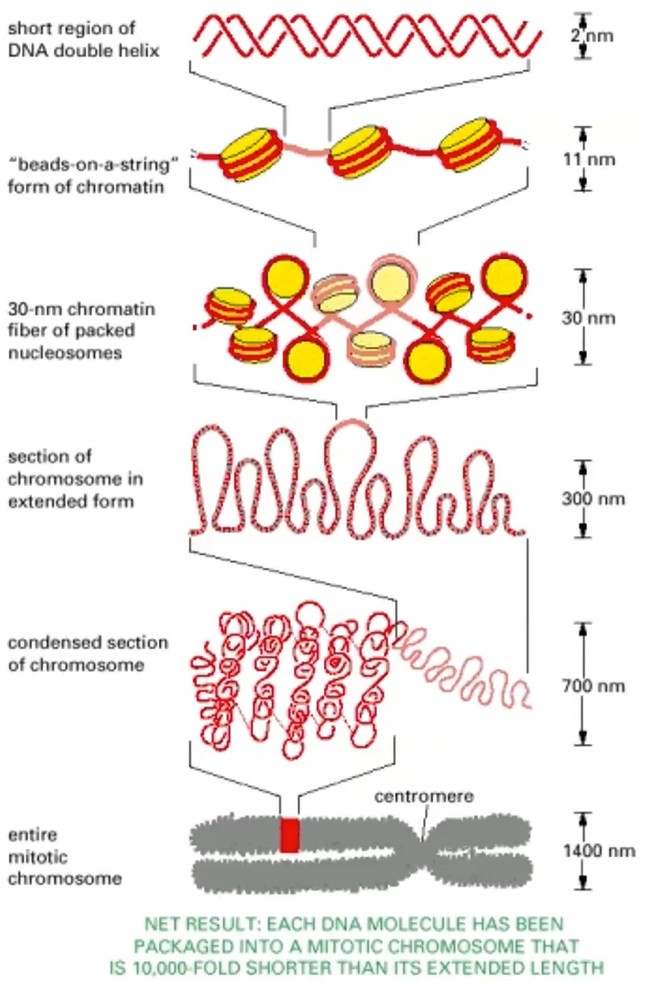 short region of
DNA double helix
2 nm
"beads-on-a-string"
form of chromatin
11 nm
30-nm chromatin
fiber of packed
nucleosomes
30 nm
section of
chromosome in
extended form
300 nm
condensed section
of chromosome
700 nm
centromere
entire
mitotic
chromosome
1400 nm
NET RESULT: EACH DNA MOLECULE HAS BEEN
PACKAGED INTO A MITOTIC CHROMOSOME THAT
IS 10,000-FOLD SHORTER THAN ITS EXTENDED LENGTH